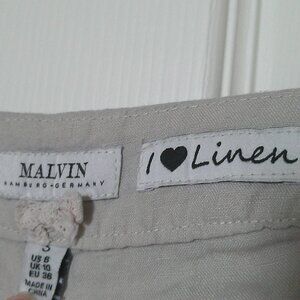 MALVIN
HAMBURG•GERMANY
I ♥ Linen
S
US 6
UK 10
EU 36
MADE IN
CHINA